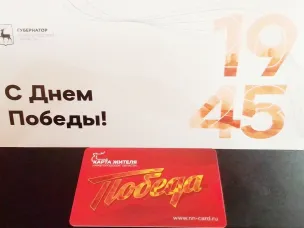 ГУБЕРНАТОР
19
45
С Днем
Победы!
КАРТА ЖИТЕЛЯ
Победа
www.nn-card.ru